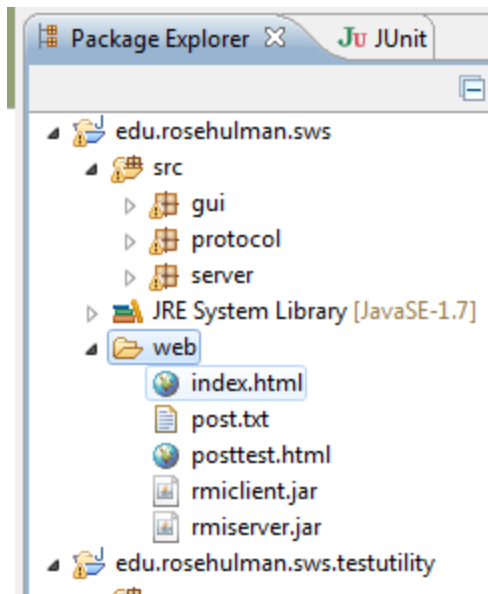 Package Explorer JU JUnit
edu.rosehulman.sws
src
gui
protocol
server
JRE System Library [JavaSE-1.7]
web
index.html
post.txt
posttest.html
rmiclient.jar
rmiserver.jar
edu.rosehulman.sws.testutility